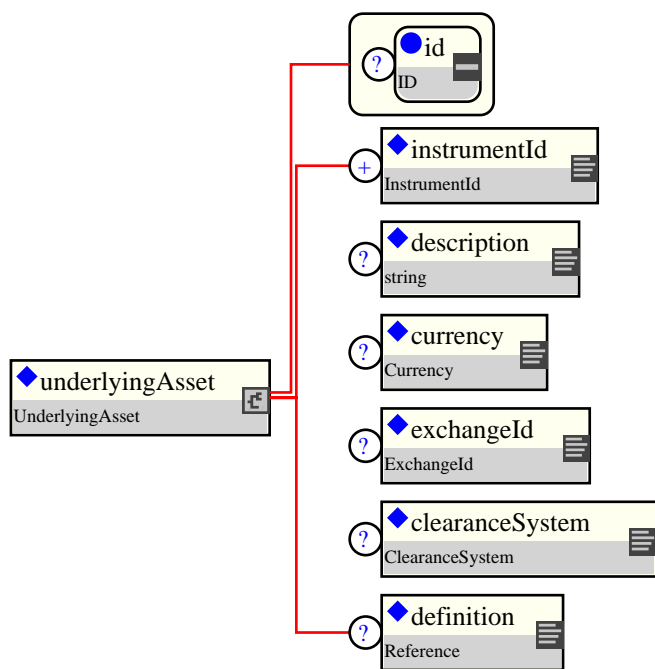 ? id
ID
+ instrumentId
InstrumentId
? description
string
? currency
Currency
underlyingAsset
UnderlyingAsset
? exchangeId
ExchangeId
? clearanceSystem
ClearanceSystem
? definition
Reference